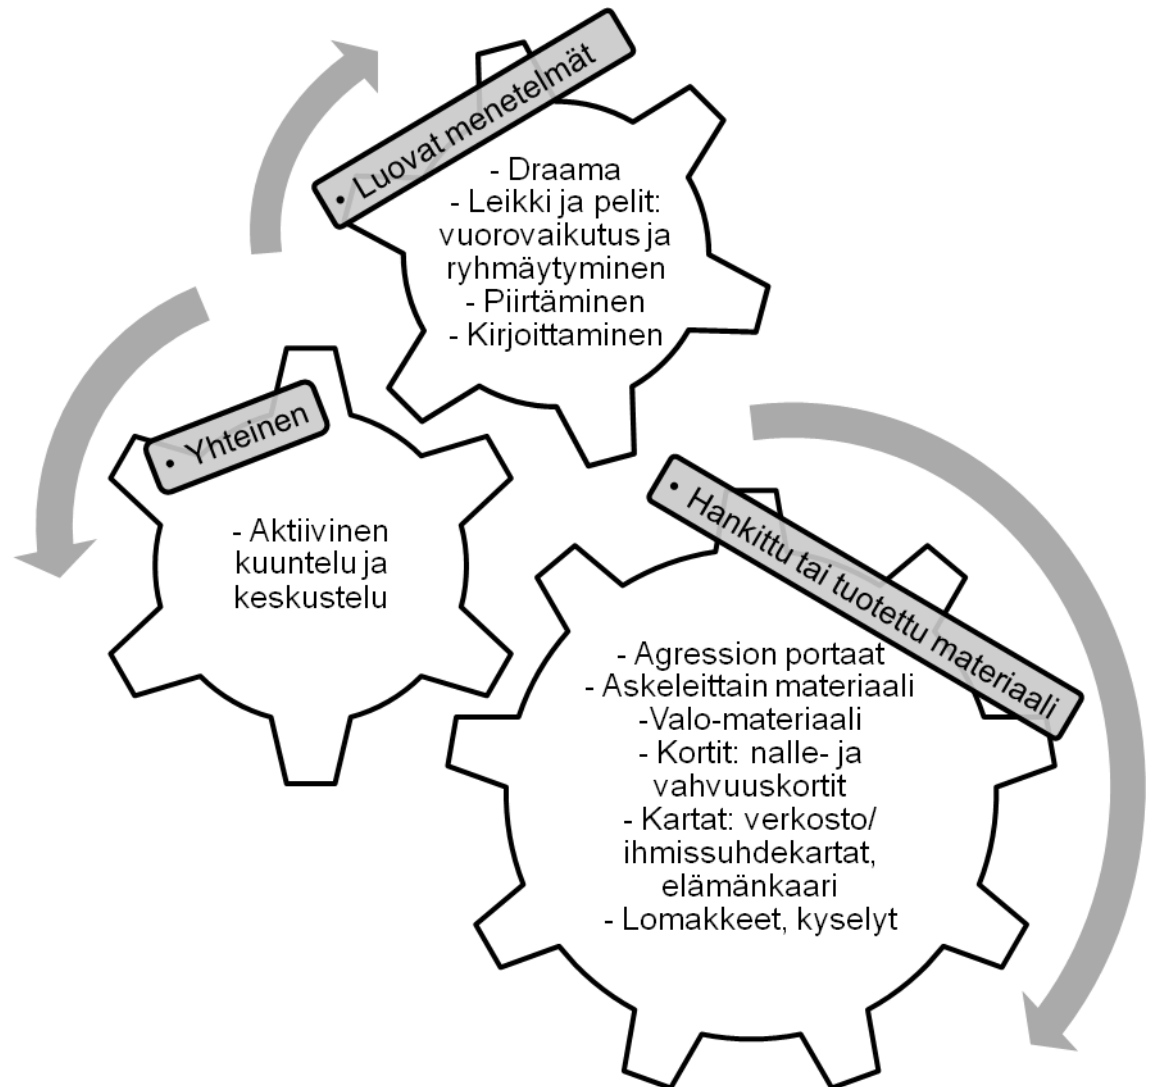 • Luovat menetelmät
- Draama
- Leikki ja pelit:
vuorovaikutus ja
ryhmäytyminen
- Piirtäminen
- Kirjoittaminen
• Yhteinen
- Aktiivinen
kuuntelu ja
keskustelu
• Hankittu tai tuotettu materiaali
- Agression portaat
- Askeleittain materiaali
-Valo-materiaali
- Kortit: nalle- ja
vahvuuskortit
- Kartat: verkosto/
ihmissuhdekartat,
elämänkaari
- Lomakkeet, kyselyt